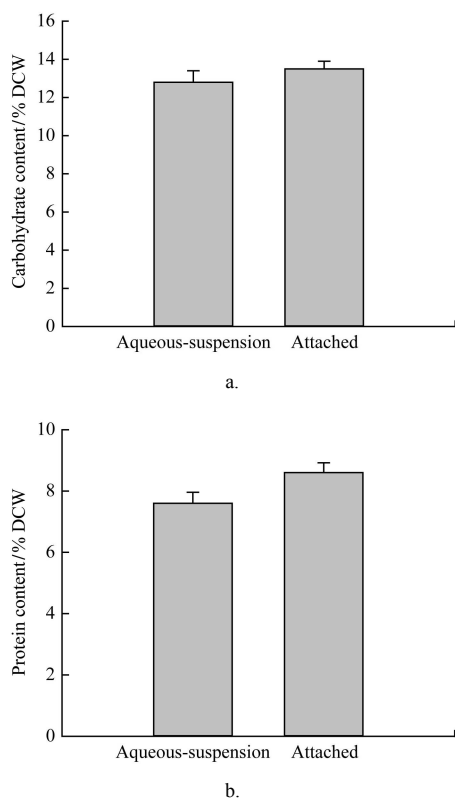 Carbohydrate content/% DCW
16
14
12
10
8
6
4
2
0
Aqueous-suspension Attached
a.
Protein content/% DCW
10
8
6
4
2
0
Aqueous-suspension Attached
b.